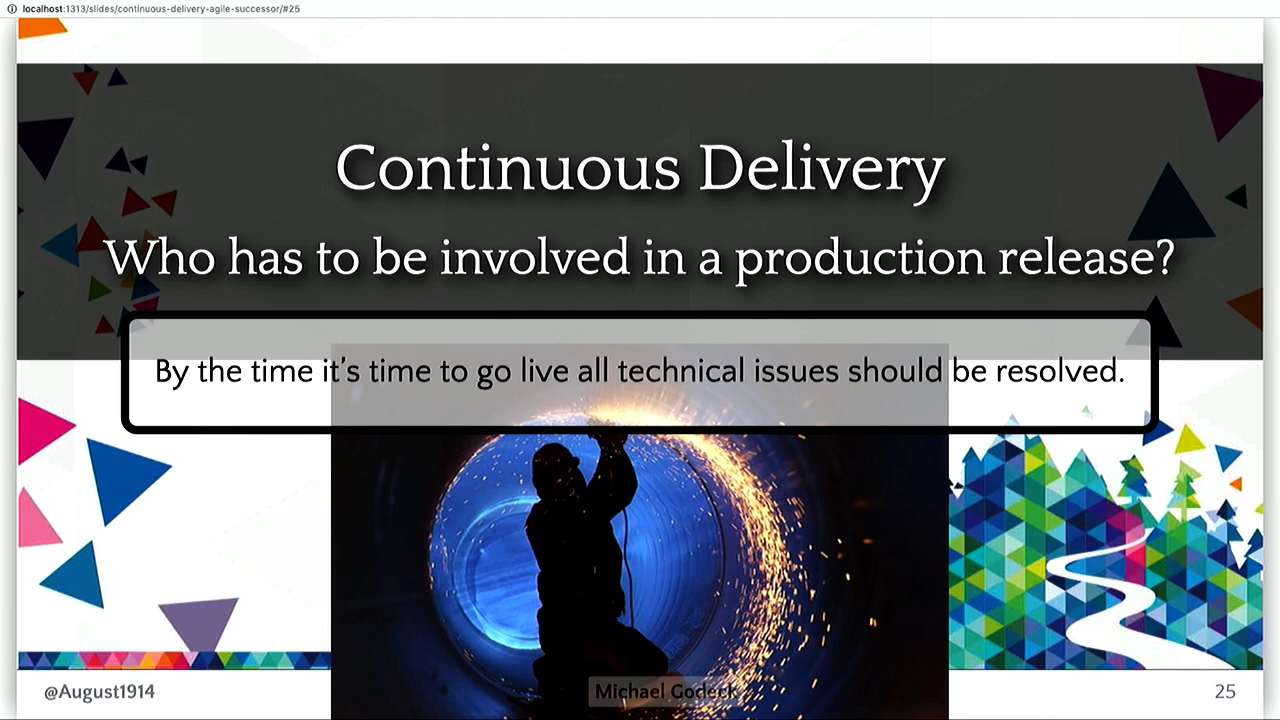 localhost:1313/slides/continuous-delivery-agile-successor/#25
Continuous Delivery
Who has to be involved in a production release?
By the time it’s time to go live all technical issues should be resolved.
@August1914
Michael Godeck
25